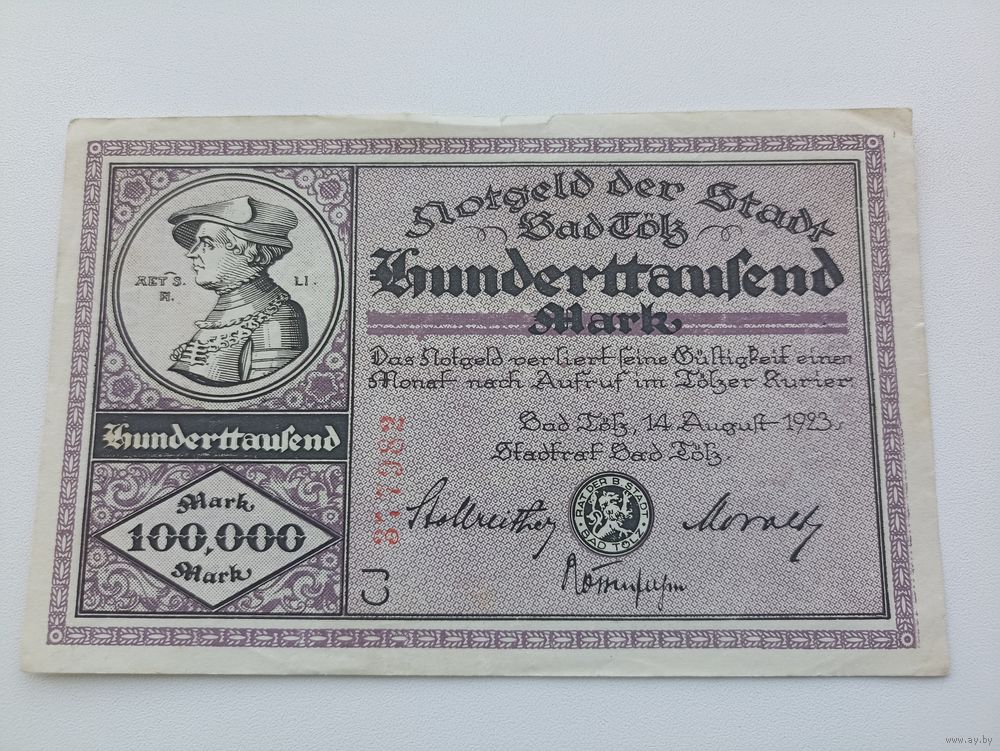 Notgeld der Stadt
Bad Tölz
Hunderttausend
Mark
Das Notgeld verliert seine Gültigkeit einen
Monat nach Aufruf im Tölzer Kurier
Bad Tölz, 14 August 1923.
Stadtrat Bad Tölz.
AET S.
LI.
Hunderttausend
Mark
100,000
Mark
CJ
RAT DER B STADT
BAD TÖLZ
Stollreither
www.ay.by